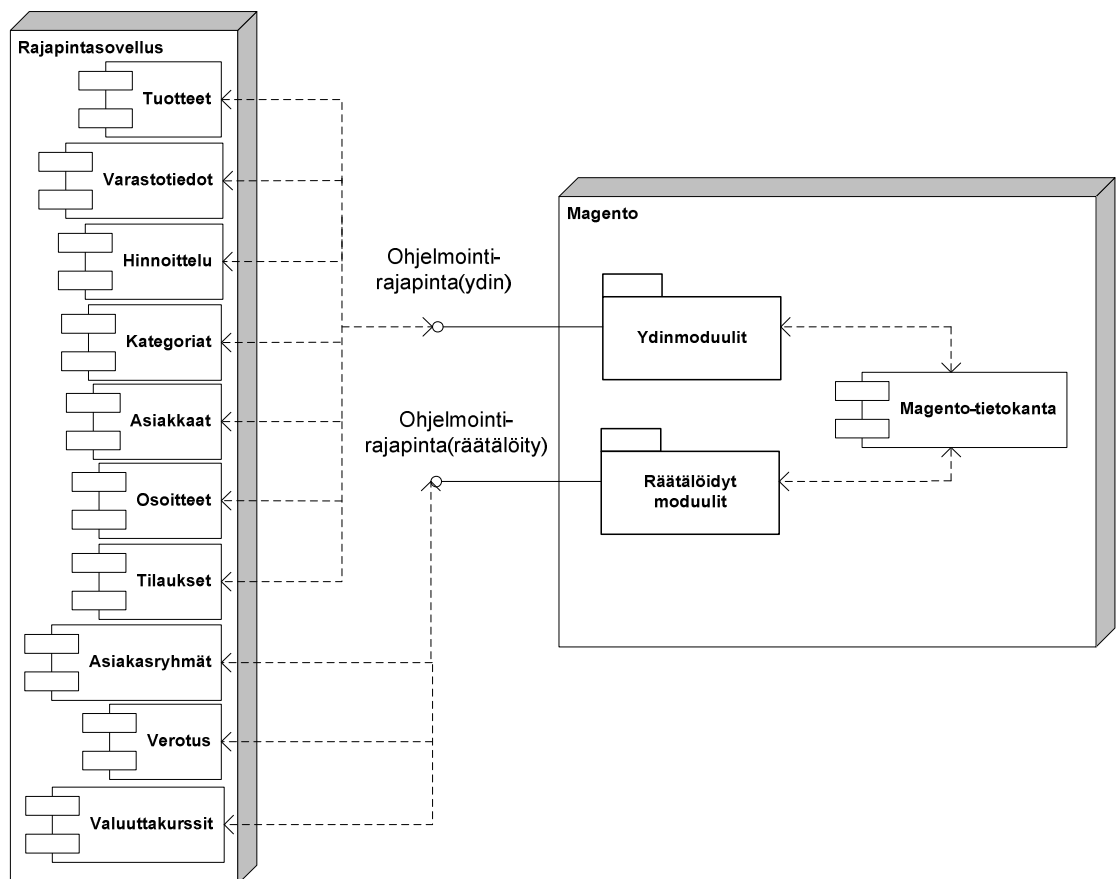 Rajapintasovellus
Tuotteet
Varastotiedot
Hinnoittelu
Kategoriat
Asiakkaat
Osoitteet
Tilaukset
Asiakasryhmät
Verotus
Valuuttakurssit
Ohjelmointi-
rajapinta(ydin)
Ohjelmointi-
rajapinta(räätälöity)
Magento
Ydinmoduulit
Räätälöidyt
moduulit
Magento-tietokanta